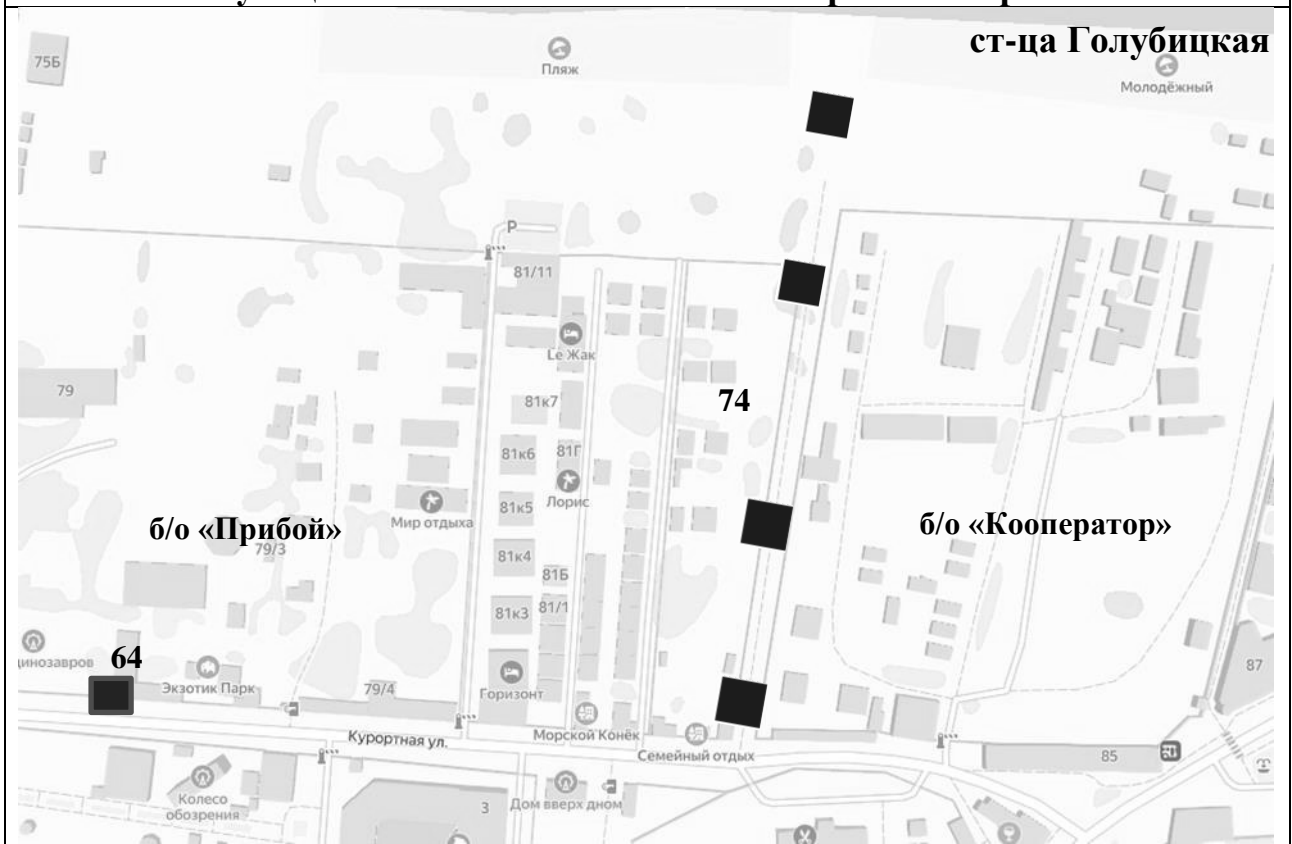 ст-ца Голубицкая
75Б
Пляж
Молодёжный
P
81/11
Le Жак
79
81к7
74
81к6
81Г
81к5
Лорис
Мир отдыха
б/о «Прибой»
79/3
б/о «Кооператор»
81к4
81Б
81к3
81/1
64
динозавров
Экзотик Парк
79/4
Горизонт
87
Курортная ул.
Морской Конёк
Семейный отдых
85
Колесо
обозрения
3
Дом вверх дном